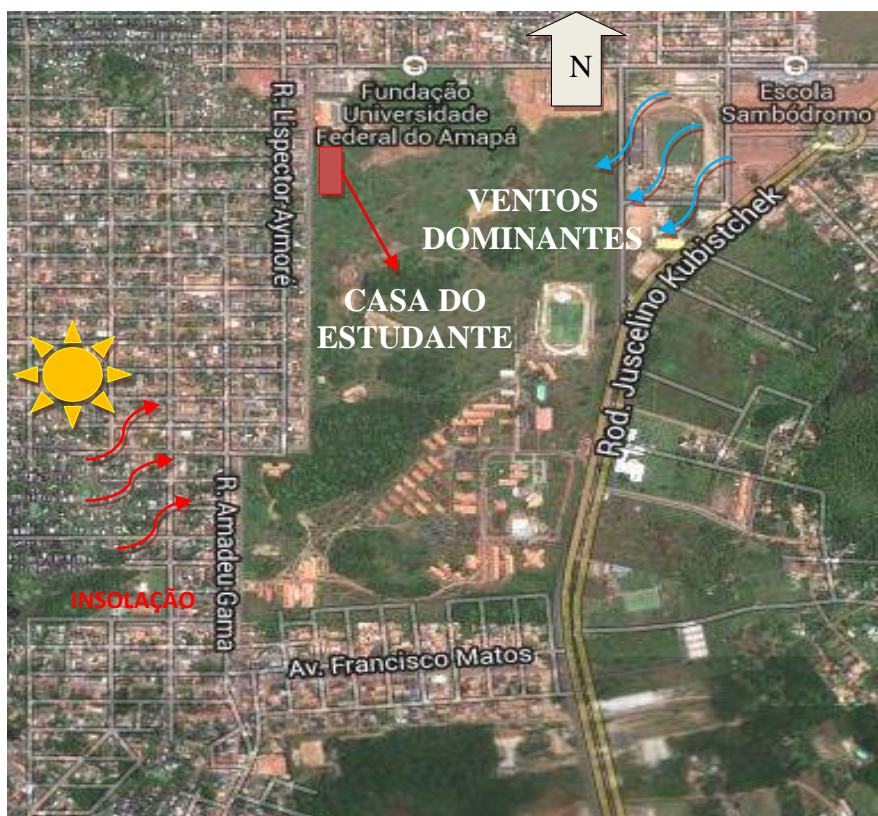 N
Fundação
Universidade
Federal do Amapá
Escola
Sambódromo
R. Lispector Aymoré
VENTOS
DOMINANTES
Rod. Juscelino Kubistchek
CASA DO
ESTUDANTE
R. Amadeu Gama
INSOLAÇÃO
Av. Francisco Matos